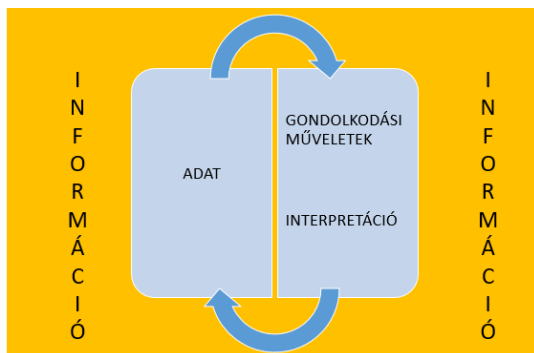 INFORMÁCIÓ
ADAT
GONDOLKODÁSI
MŰVELETEK
INTERPRETÁCIÓ
INFORMÁCIÓ